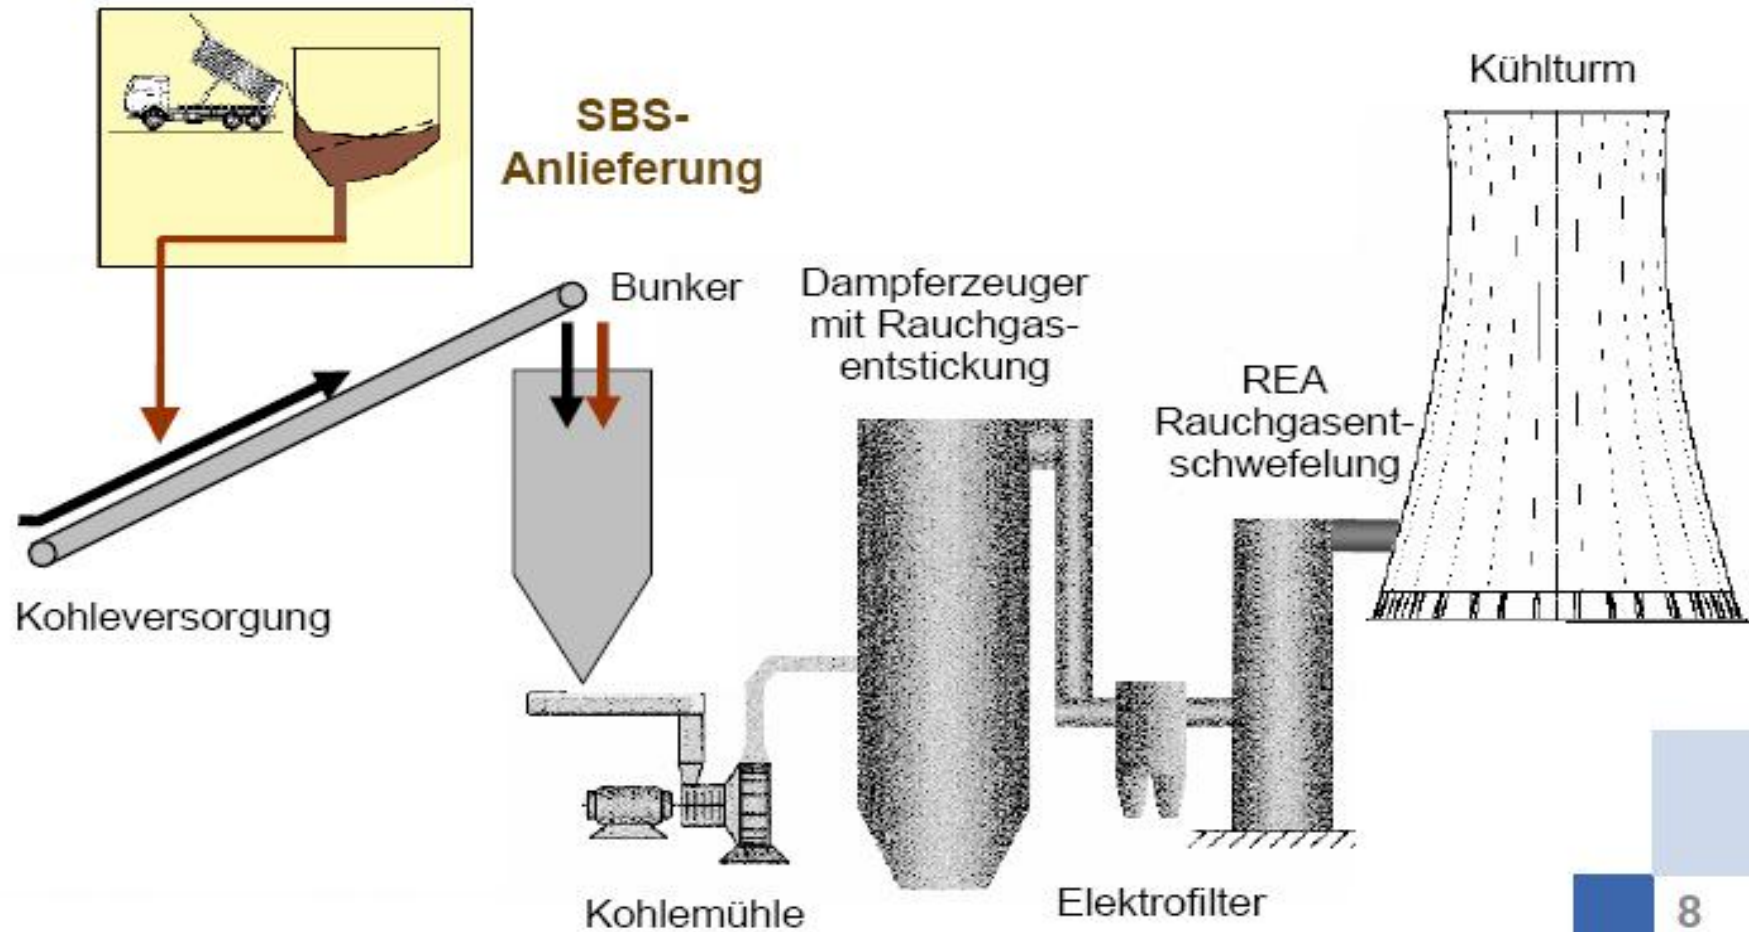 Kühlturm
SBS-
Anlieferung
Bunker
Dampferzeuger
mit Rauchgas-
entstickung
REA
Rauchgasent-
schwefelung
Kohleversorgung
Kohlemühle
Elektrofilter
8